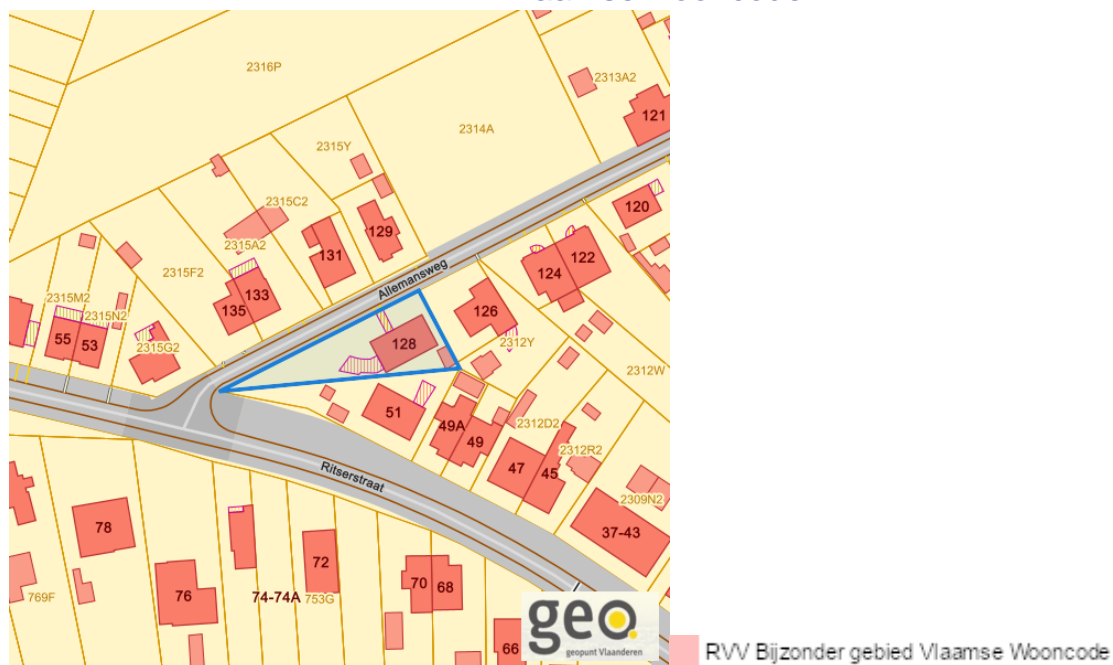 2316P
2313A2
121
2314A
2315Y
2315C2
120
129
2315A2
131
122
124
2315F2
Allemansweg
133
2315M2
135
126
2315N2
55
53
128
2312Y
2315G2
2312W
51
49A
2312D2
49
2312R2
47
45
Ritserstraat
2309N2
78
37-43
72
70
68
769F
76
74-74A
753G
geo.
geopunt Vlaanderen
66
RVV Bijzonder gebied Vlaamse Wooncode